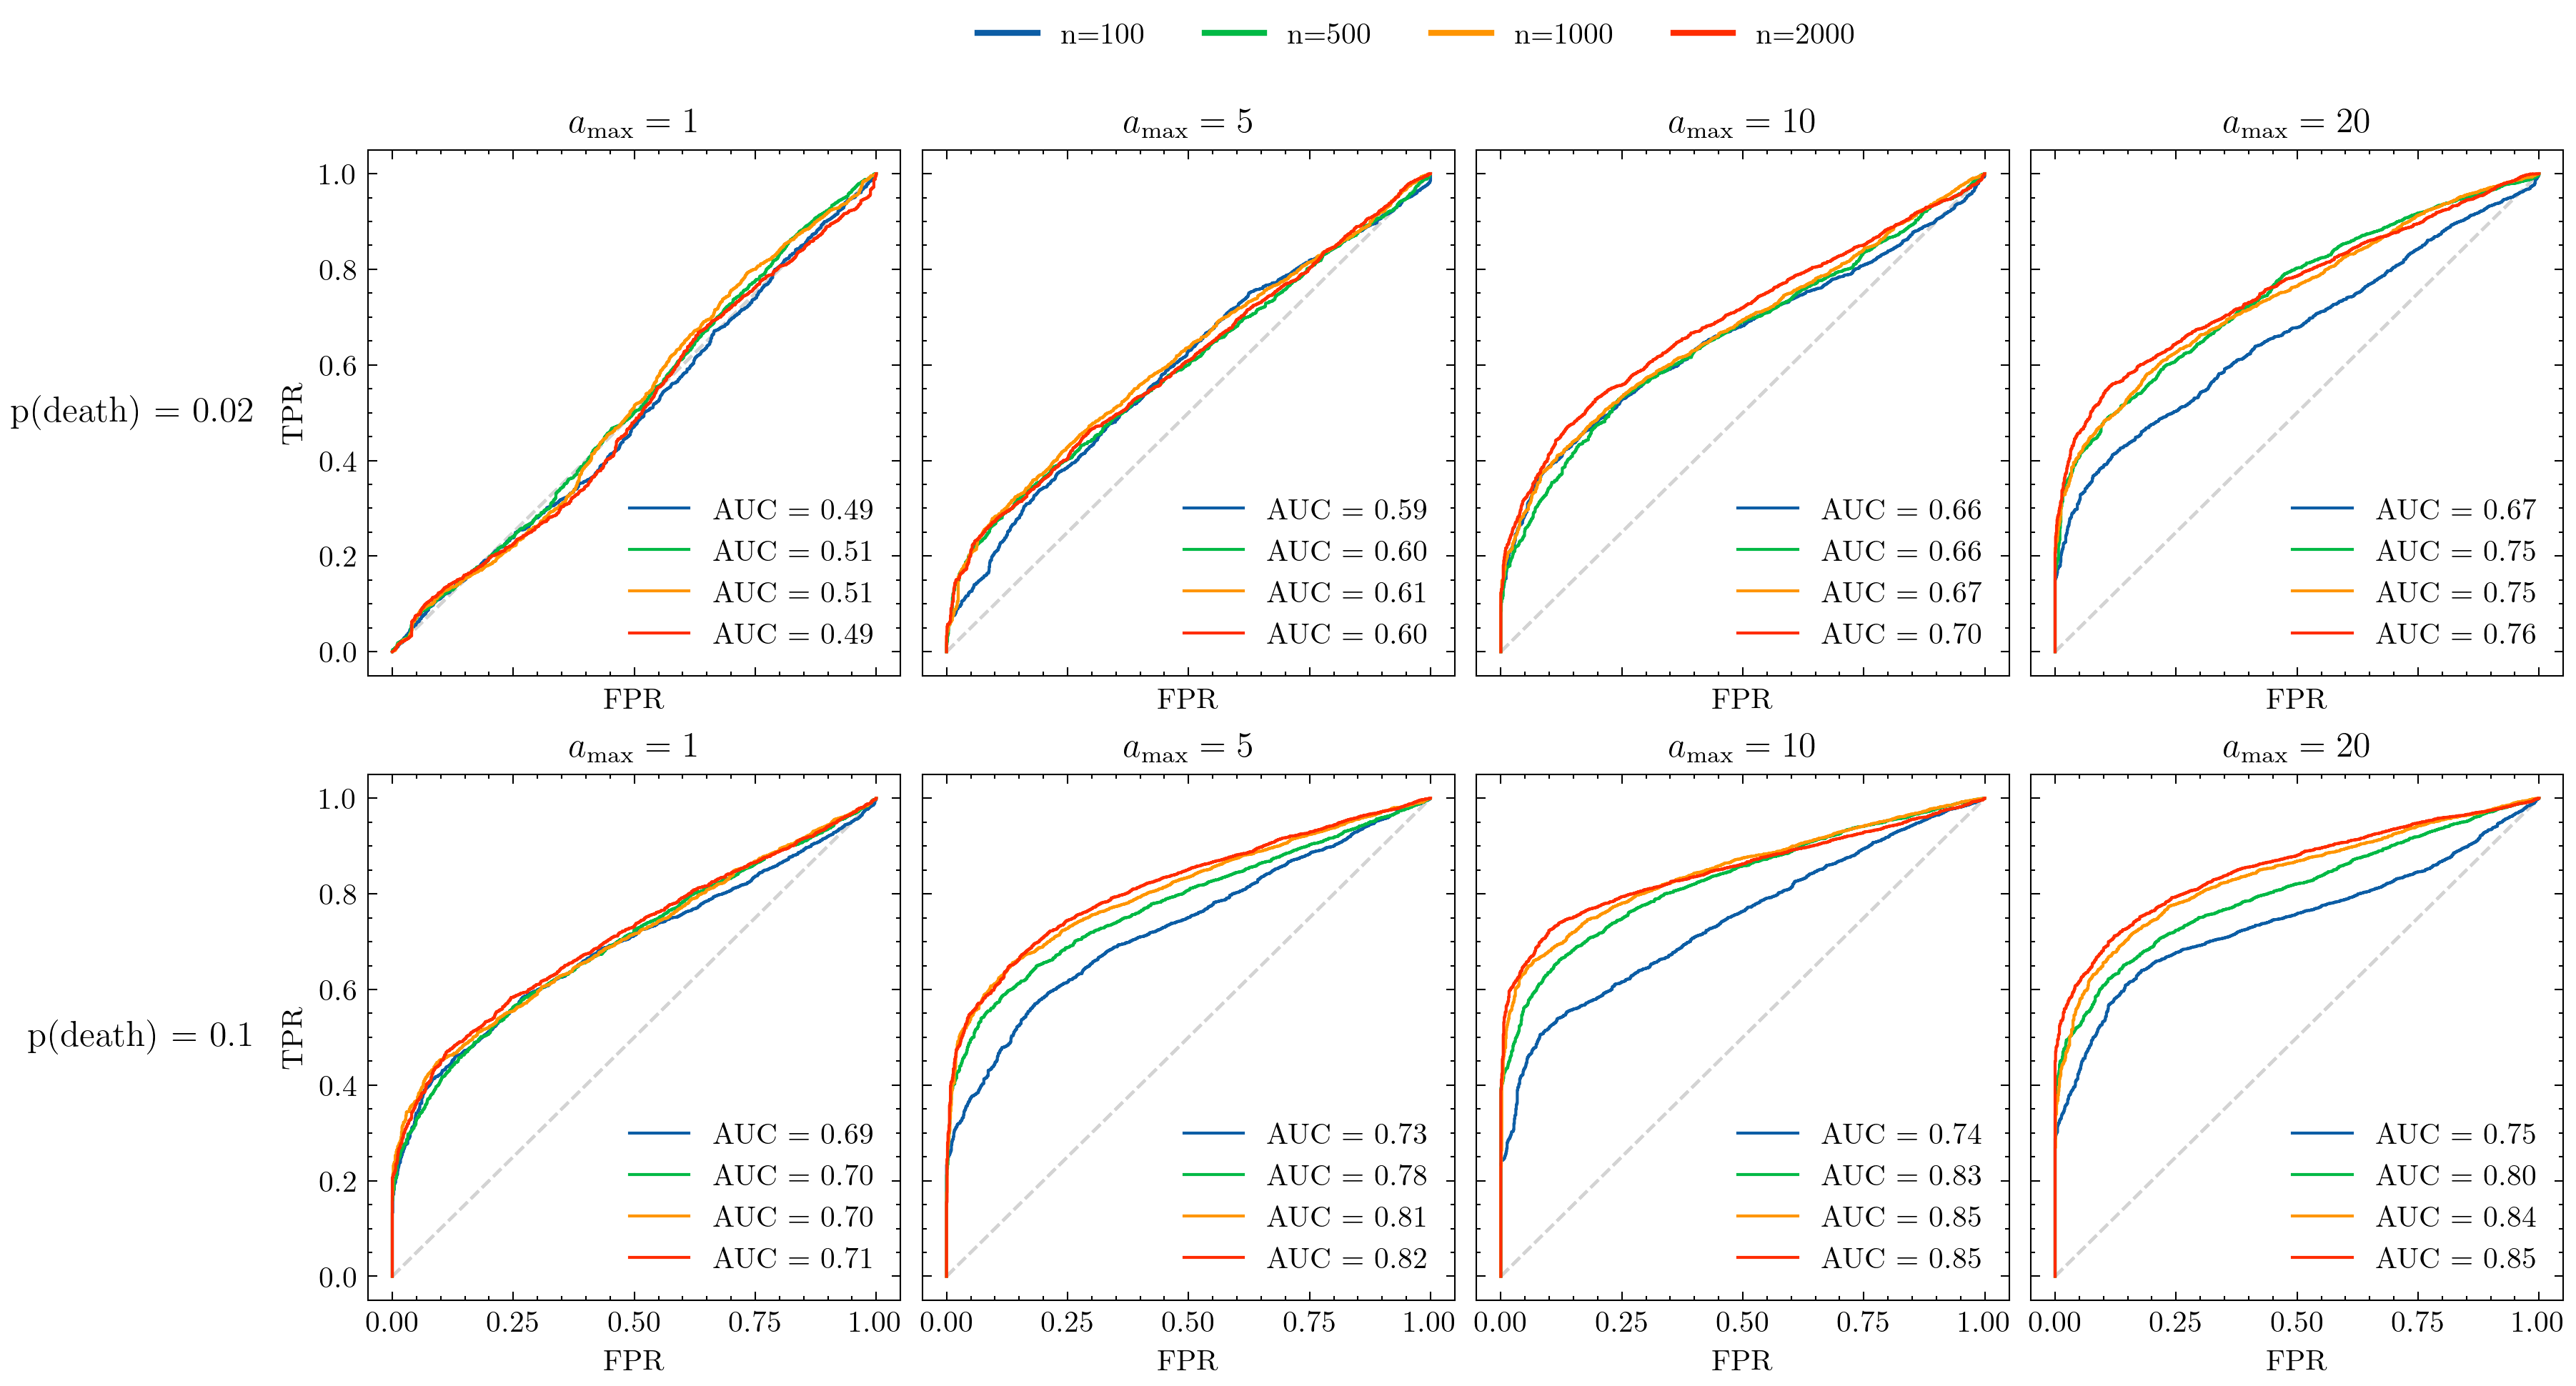 n=100 n=500 n=1000 n=2000
a_max = 1 a_max = 5 a_max = 10 a_max = 20
p(death) = 0.02
TPR
1.0
0.8
0.6
0.4
0.2
0.0
AUC = 0.49
AUC = 0.51
AUC = 0.51
AUC = 0.49
AUC = 0.59
AUC = 0.60
AUC = 0.61
AUC = 0.60
AUC = 0.66
AUC = 0.66
AUC = 0.67
AUC = 0.70
AUC = 0.67
AUC = 0.75
AUC = 0.75
AUC = 0.76
FPR FPR FPR FPR
a_max = 1 a_max = 5 a_max = 10 a_max = 20
p(death) = 0.1
TPR
1.0
0.8
0.6
0.4
0.2
0.0
AUC = 0.69
AUC = 0.70
AUC = 0.70
AUC = 0.71
AUC = 0.73
AUC = 0.78
AUC = 0.81
AUC = 0.82
AUC = 0.74
AUC = 0.83
AUC = 0.85
AUC = 0.85
AUC = 0.75
AUC = 0.80
AUC = 0.84
AUC = 0.85
0.00 0.25 0.50 0.75 1.00 0.00 0.25 0.50 0.75 1.00 0.00 0.25 0.50 0.75 1.00 0.00 0.25 0.50 0.75 1.00
FPR FPR FPR FPR